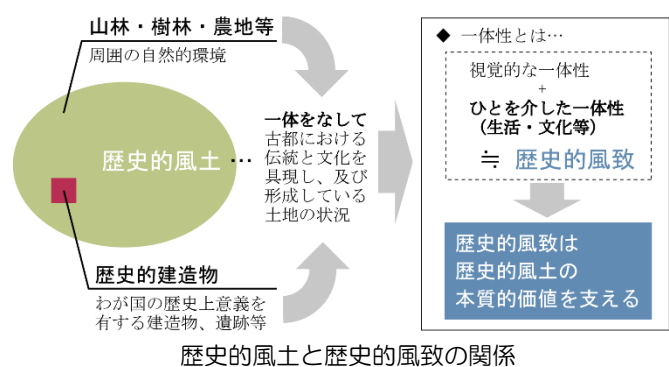 山林・樹林・農地等
周囲の自然的環境
歴史的風土
…
一体をなして
古都における
伝統と文化を
具現し、及び
形成している
土地の状況
歴史的建造物
わが国の歴史上意義を
有する建造物、遺跡等
◆ 一体性とは…
視覚的な一体性
+
ひとを介した一体性
（生活・文化等）
≒ 歴史的風致
歴史的風致は
歴史的風土の
本質的価値を支える
歴史的風土と歴史的風致の関係